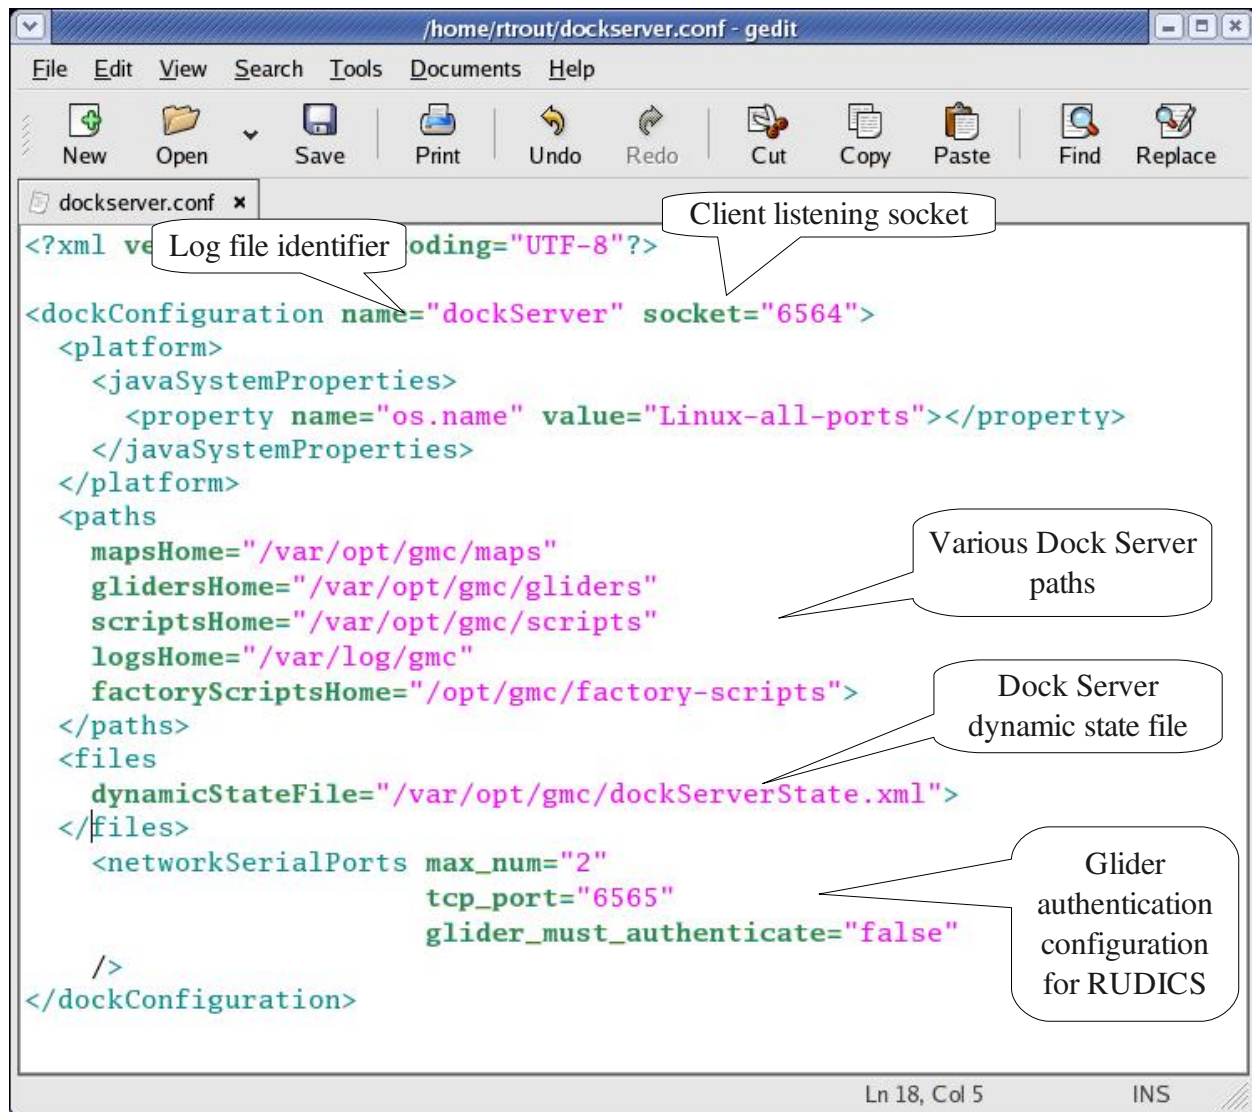 /home/rtrout/dockserver.conf - gedit
File Edit View Search Tools Documents Help
New Open Save Print Undo Redo Cut Copy Paste Find Replace
dockserver.conf
Client listening socket
Log file identifier
<?xml ve oding="UTF-8"?>
<dockConfiguration name="dockServer" socket="6564">
<platform>
<javaSystemProperties>
<property name="os.name" value="Linux-all-ports"></property>
</javaSystemProperties>
</platform>
<paths
mapsHome="/var/opt/gmc/maps"
glidersHome="/var/opt/gmc/gliders"
scriptsHome="/var/opt/gmc/scripts"
logsHome="/var/log/gmc"
factoryScriptsHome="/opt/gmc/factory-scripts">
</paths>
Various Dock Server
paths
<files
dynamicStateFile="/var/opt/gmc/dockServerState.xml">
</files>
Dock Server
dynamic state file
<networkSerialPorts max_num="2"
tcp_port="6565"
glider_must_authenticate="false"
/>
</dockConfiguration>
Glider
authentication
configuration
for RUDICS
Ln 18, Col 5 INS